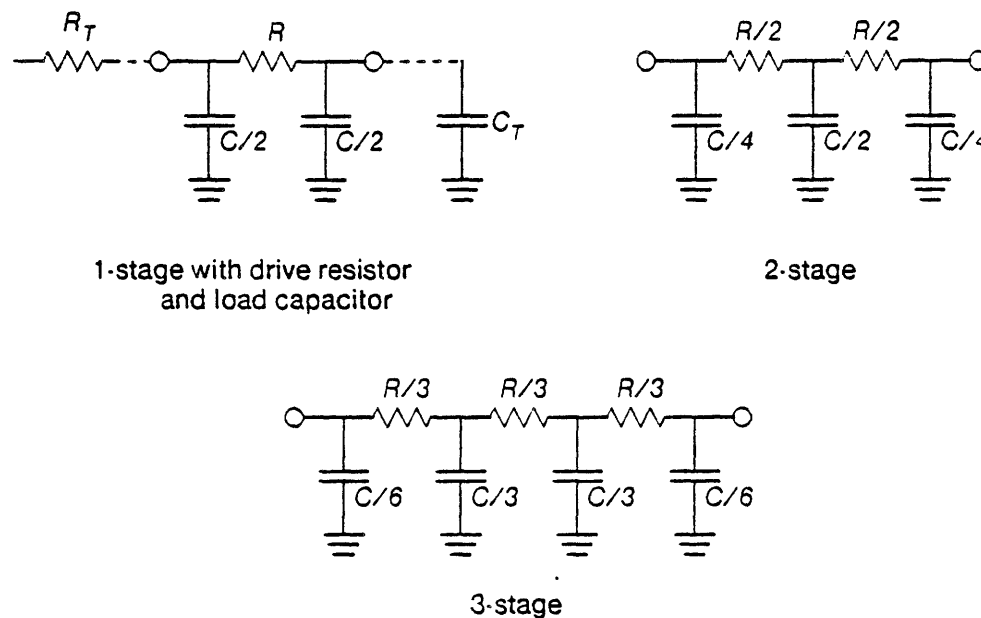 R_T R
C/2 C/2 C_T
1-stage with drive resistor
and load capacitor
R/2 R/2
C/4 C/2 C/4
2-stage
R/3 R/3 R/3
C/6 C/3 C/3 C/6
3-stage